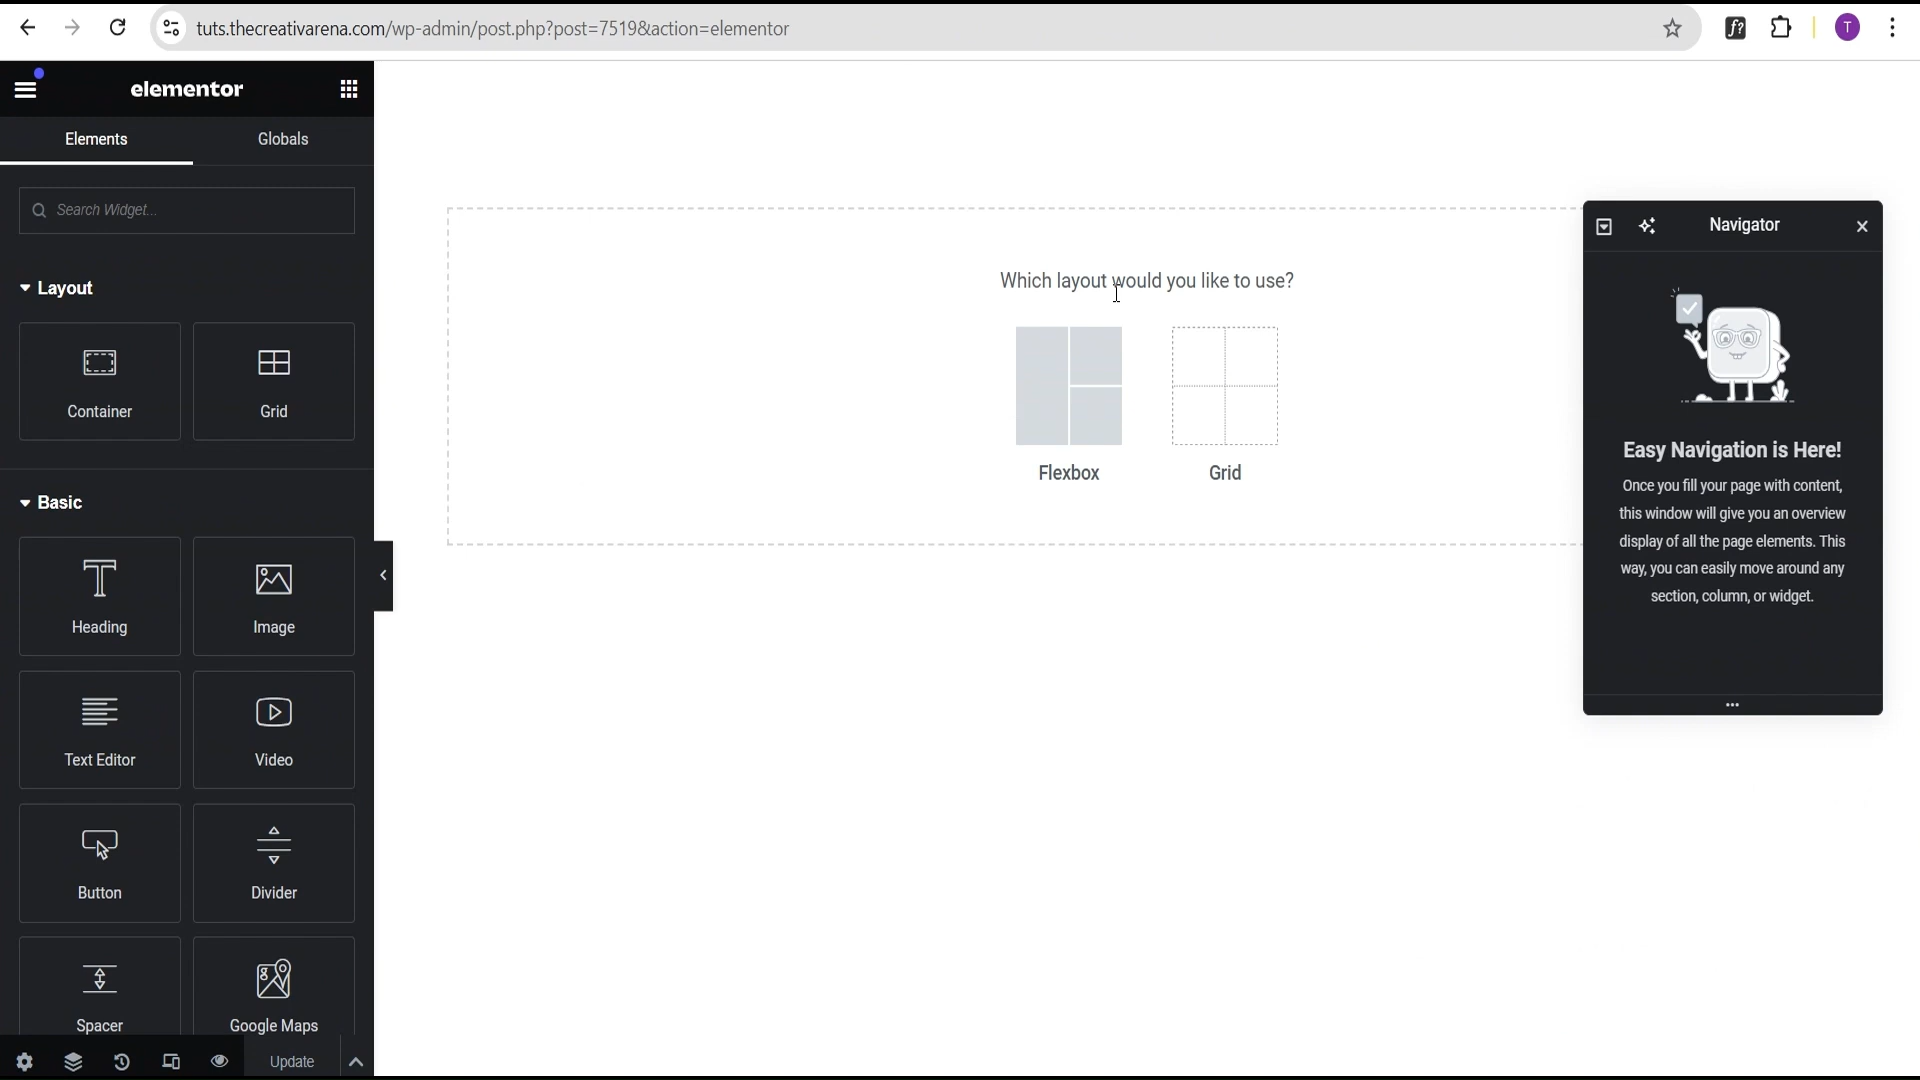 tuts.thecreativarena.com/wp-admin/post.php?post=7519&action=elementor
f?
T
elementor
Elements
Globals
Search Widget...
Layout
Container
Grid
Basic
Heading
Image
Text Editor
Video
Button
Divider
Spacer
Google Maps
Update
Which layout would you like to use?
Flexbox
Grid
Navigator
Easy Navigation is Here!
Once you fill your page with content,
this window will give you an overview
display of all the page elements. This
way, you can easily move around any
section, column, or widget.